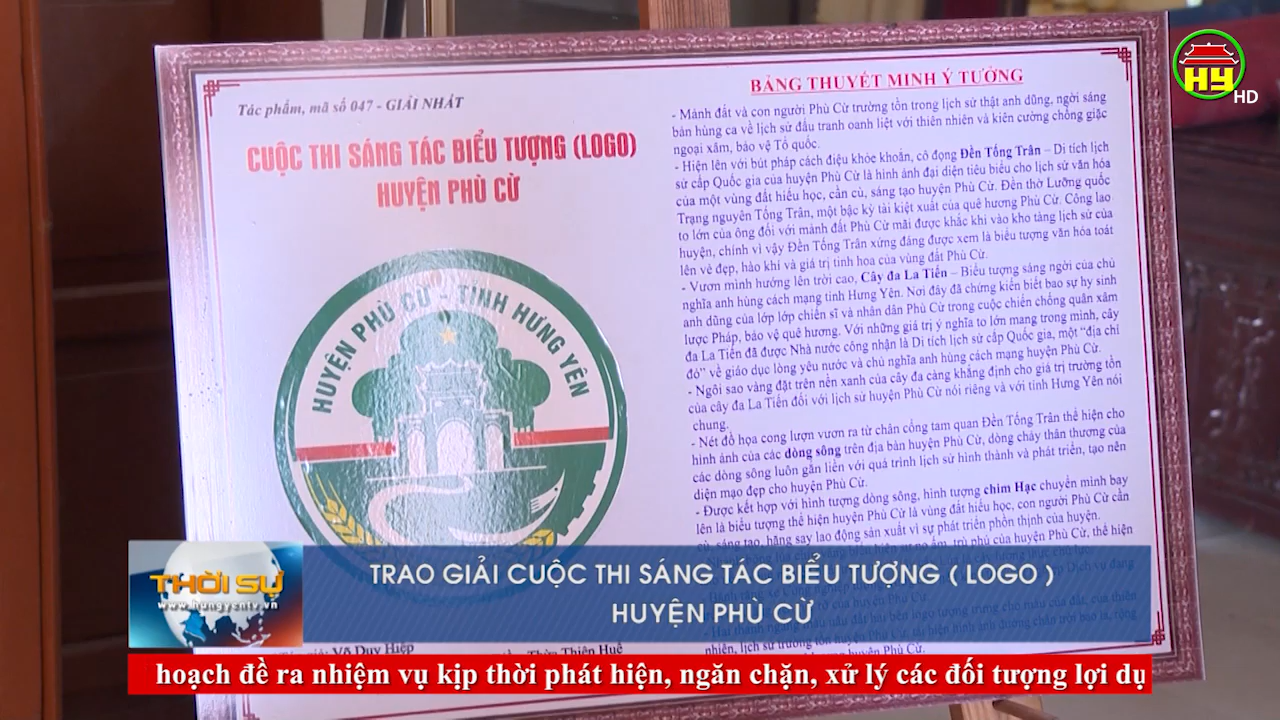 HY
HD
Tác phẩm, mã số 047 - GIẢI NHẤT
CUỘC THI SÁNG TÁC BIỂU TƯỢNG (LOGO)
HUYỆN PHÙ CỪ
HUYỆN PHÙ CỪ - TỈNH HƯNG YÊN
BẢNG THUYẾT MINH Ý TƯỞNG
- Mảnh đất và con người Phù Cừ trường tồn trong lịch sử thật anh dũng, ngời sáng
bản hùng ca về lịch sử đấu tranh oanh liệt với thiên nhiên và kiên cường chống giặc
ngoại xâm, bảo vệ Tổ quốc.
- Hiện lên với bút pháp cách điệu khỏe khoắn, cô đọng Đền Tống Trân – Di tích lịch
sử cấp Quốc gia của huyện Phù Cừ là hình ảnh đại diện tiêu biểu cho lịch sử văn hóa
của một vùng đất hiếu học, cần cù, sáng tạo huyện Phù Cừ. Đền thờ Lưỡng quốc
Trạng nguyên Tống Trân, một bậc kỳ tài kiệt xuất của quê hương Phù Cừ. Công lao
to lớn của ông đối với mảnh đất Phù Cừ mãi được khắc khi vào kho tàng lịch sử của
huyện, chính vì vậy Đền Tống Trân xứng đáng được xem là biểu tượng văn hóa toát
lên vẻ đẹp, hào khí và giá trị tinh hoa của vùng đất Phù Cừ.
- Vươn mình hướng lên trời cao, Cây đa La Tiến – Biểu tượng sáng ngời của chủ
nghĩa anh hùng cách mạng tỉnh Hưng Yên. Nơi đây đã chứng kiến biết bao sự hy sinh
anh dũng của lớp lớp chiến sĩ và nhân dân Phù Cừ trong cuộc chiến chống quân xâm
lược Pháp, bảo vệ quê hương. Với những giá trị ý nghĩa to lớn mang trong mình, cây
đa La Tiến đã được Nhà nước công nhận là Di tích lịch sử cấp Quốc gia, một “địa chỉ
đỏ” về giáo dục lòng yêu nước và chủ nghĩa anh hùng cách mạng huyện Phù Cừ.
- Ngôi sao vàng đặt trên nền xanh của cây đa càng khẳng định cho giá trị trường tồn
của cây đa La Tiến đối với lịch sử huyện Phù Cừ nói riêng và với tỉnh Hưng Yên nói
chung.
- Nét đồ họa cong lượn vươn ra từ chân cổng tam quan Đền Tống Trân thể hiện cho
hình ảnh của các dòng sông trên địa bàn huyện Phù Cừ, dòng chảy thân thương của
các dòng sông luôn gắn liền với quá trình lịch sử hình thành và phát triển, tạo nên
diện mạo đẹp cho huyện Phù Cừ.
- Được kết hợp với hình tượng dòng sông, hình tượng chim Hạc chuyển mình bay
lên là biểu tượng thể hiện huyện Phù Cừ là vùng đất hiếu học, con người Phù Cừ cần
cù, sáng tạo, hăng say lao động sản xuất vì sự phát triển phồn thịnh của huyện.
THỜI SỰ
www.hungyentv.vn
TRAO GIẢI CUỘC THI SÁNG TÁC BIỂU TƯỢNG ( LOGO )
HUYỆN PHÙ CỪ
Võ Duy Hiệp
Thừa Thiên Huế
hoạch đề ra nhiệm vụ kịp thời phát hiện, ngăn chặn, xử lý các đối tượng lợi dụ